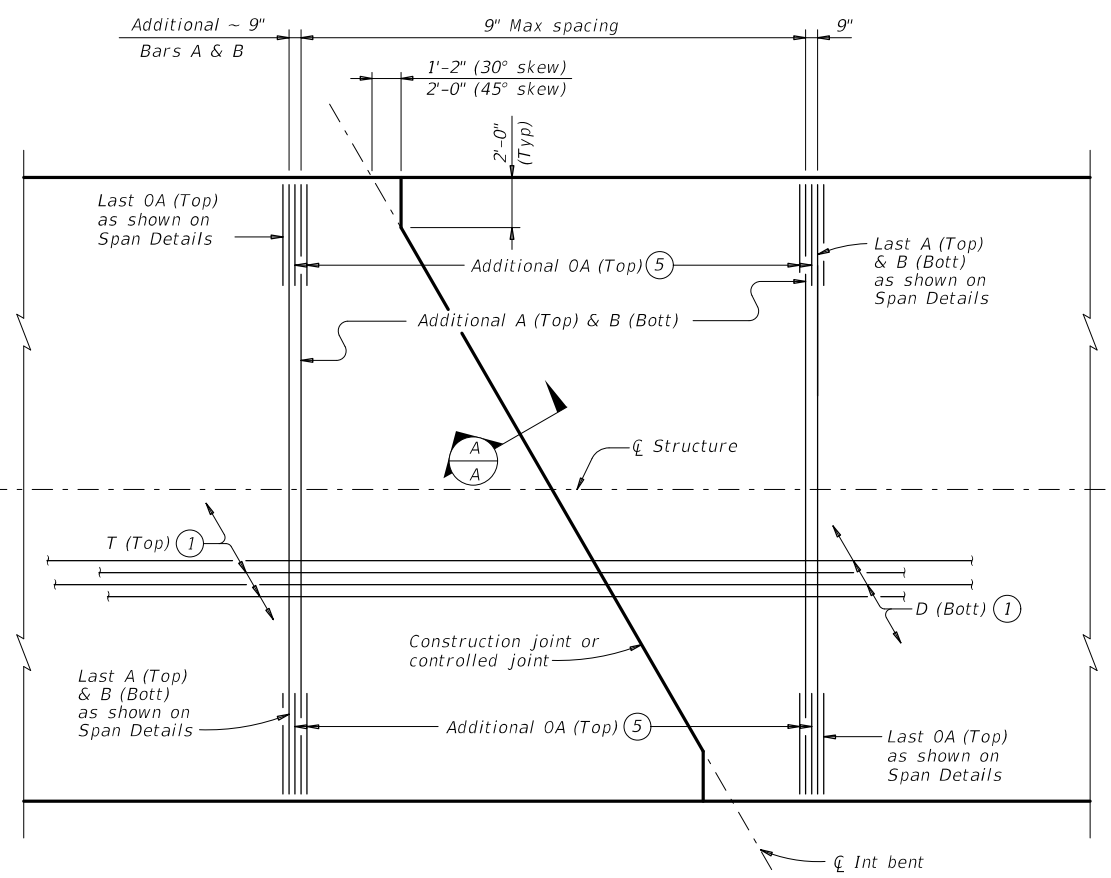 Additional ~ 9"
Bars A & B
9" Max spacing
9"
1'-2" (30° skew)
2'-0" (45° skew)
2'-0"
(Typ)
Last OA (Top)
as shown on
Span Details
Additional OA (Top) 5
Last A (Top)
& B (Bott)
as shown on
Span Details
Additional A (Top) & B (Bott)
A
A
℄ Structure
T (Top) 1
D (Bott) 1
Construction joint or
controlled joint
Last A (Top)
& B (Bott)
as shown on
Span Details
Additional OA (Top) 5
Last OA (Top)
as shown on
Span Details
℄ Int bent